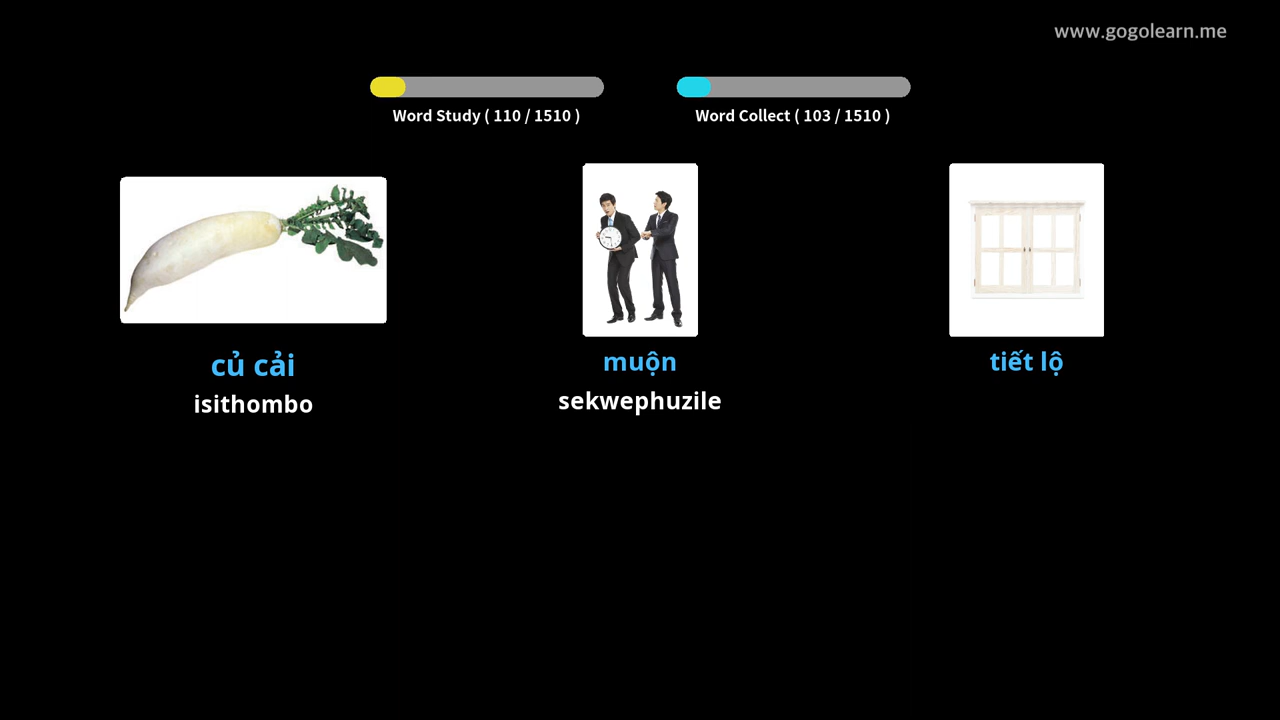 www.gogolearn.me
Word Study ( 110 / 1510 )
Word Collect ( 103 / 1510 )
củ cải
isithombo
muộn
sekwephuzile
tiết lộ